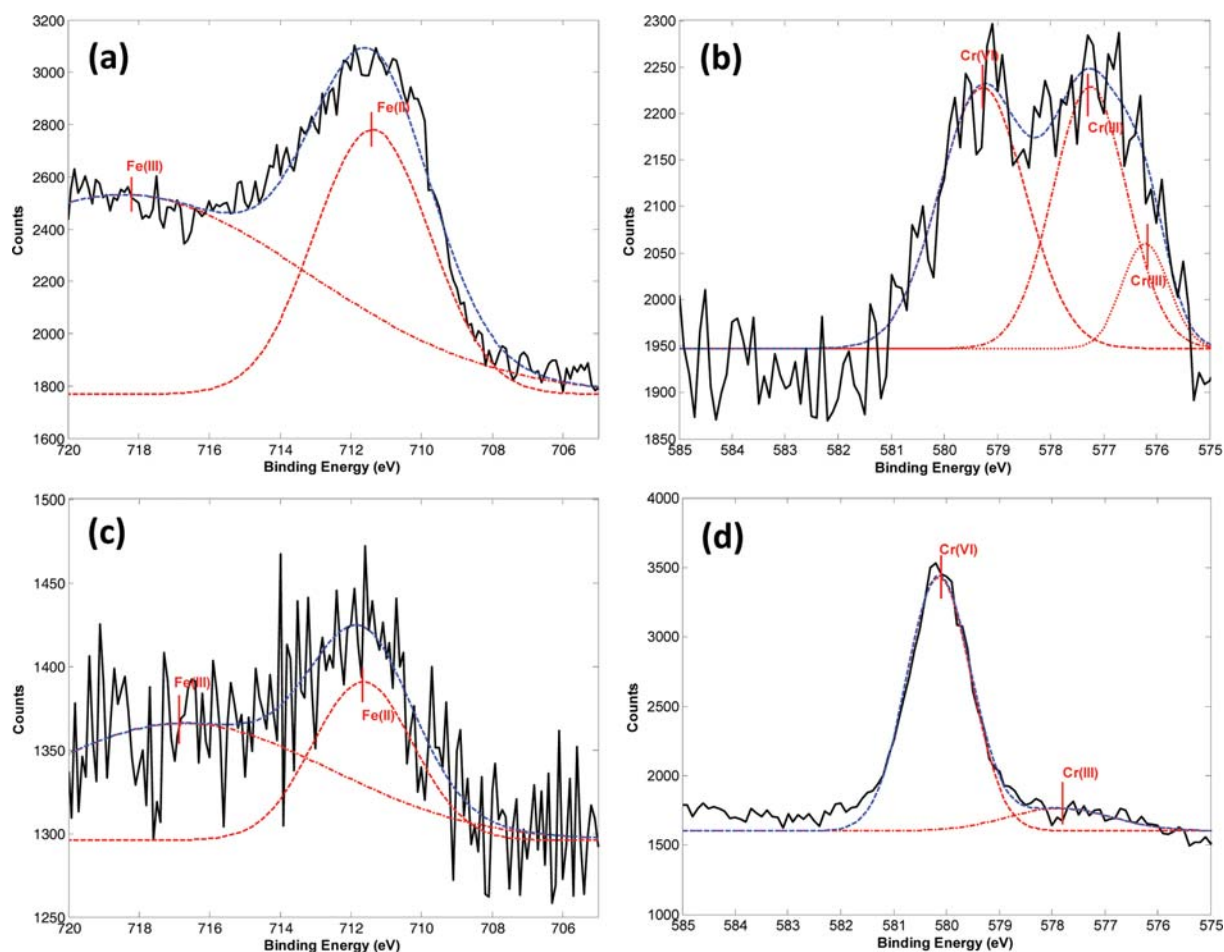 (a)
3200
3000
2800
2600
2400
2200
2000
1800
1600
Counts
Fe(III)
Fe(II)
720 718 716 714 712 710 708 706
Binding Energy (eV)
(b)
2300
2250
2200
2150
2100
2050
2000
1950
1900
1850
Counts
Cr(VI)
Cr(III)
Cr(III)
585 584 583 582 581 580 579 578 577 576 575
Binding Energy (eV)
(c)
1500
1450
1400
1350
1300
1250
Counts
Fe(III)
Fe(II)
720 718 716 714 712 710 708 706
Binding Energy (eV)
(d)
4000
3500
3000
2500
2000
1500
1000
Counts
Cr(VI)
Cr(III)
585 584 583 582 581 580 579 578 577 576 575
Binding Energy (eV)